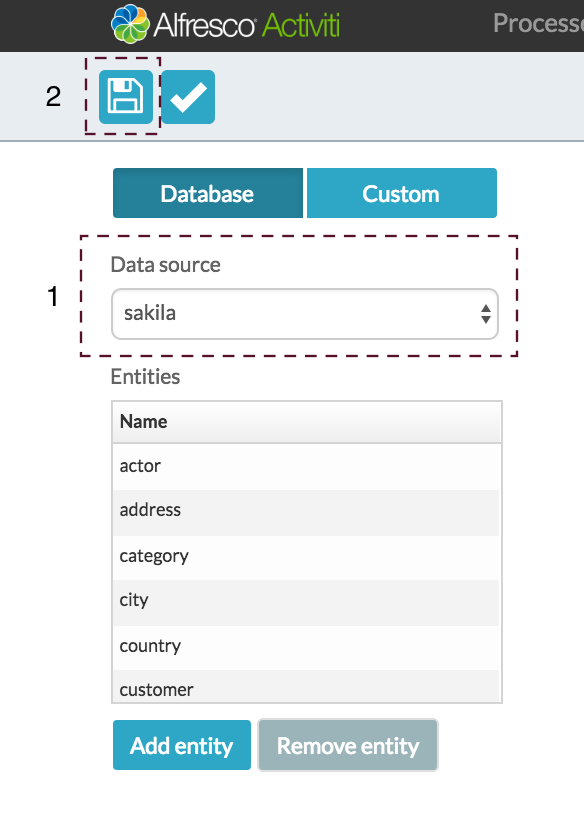 Alfresco Activiti Processe
2
Database Custom
Data source
1 sakila
Entities
Name
actor
address
category
city
country
customer
Add entity Remove entity